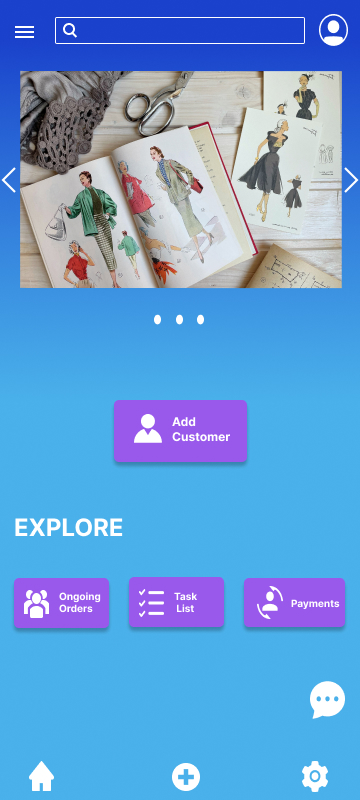 Add
Customer
EXPLORE
Ongoing
Orders
Task
List
Payments